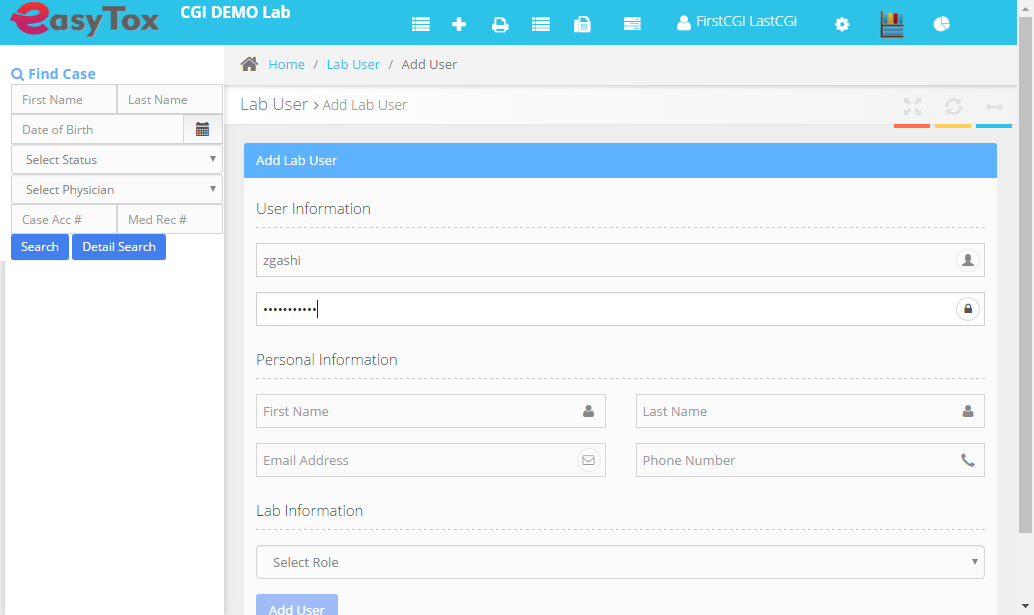 easyTox
CGI DEMO Lab
FirstCGI LastCGi
Find Case
First Name
Last Name
Date of Birth
Select Status
Select Physician
Case Acc #
Med Rec #
Search
Detail Search
Home / Lab User / Add User
Lab User > Add Lab User
Add Lab User
User Information
zgashi
•••••••••••
Personal Information
First Name
Last Name
Email Address
Phone Number
Lab Information
Select Role
Add User